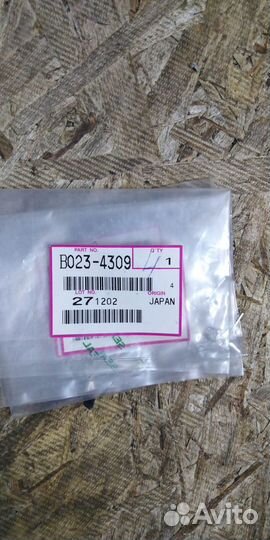 PART NO. Q'TY
B023-4309 1
4
LOT NO. ORIGIN
271202 JAPAN
Avito